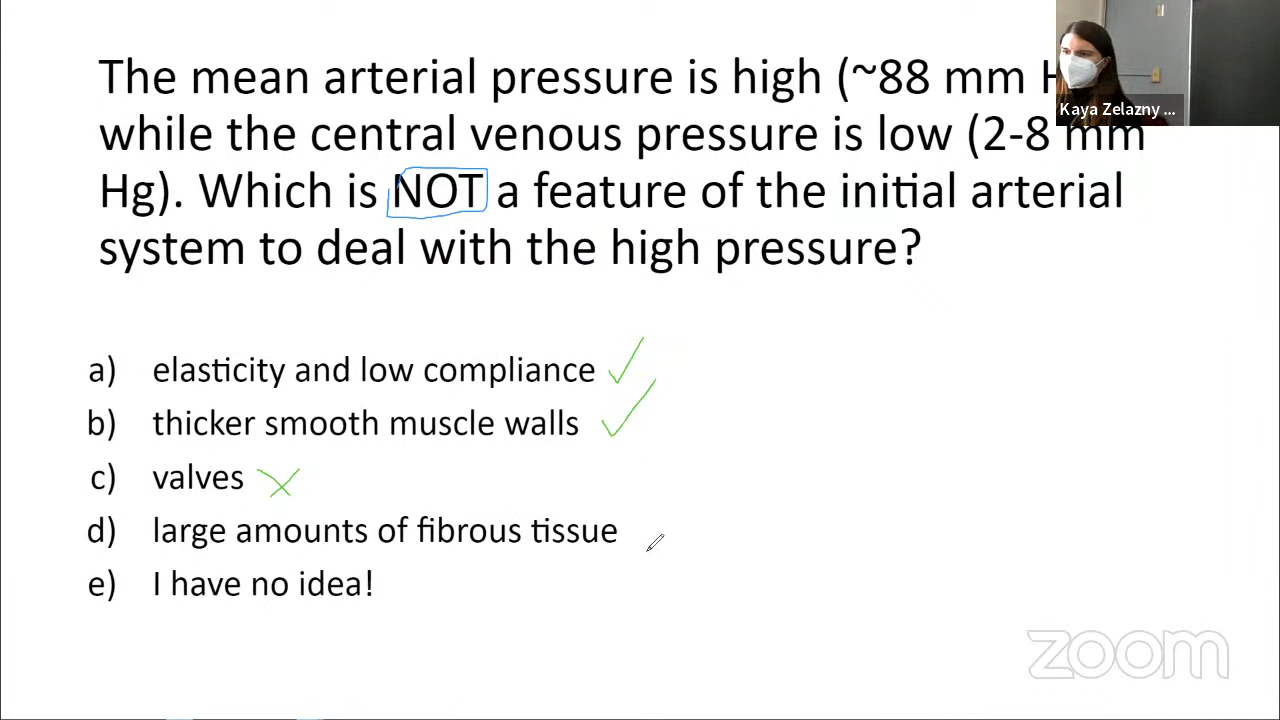 The mean arterial pressure is high (~88 mm H
Kaya Zelazny ...
while the central venous pressure is low (2-8 mm
Hg). Which is NOT a feature of the initial arterial
system to deal with the high pressure?
a) elasticity and low compliance
b) thicker smooth muscle walls
c) valves
d) large amounts of fibrous tissue
e) I have no idea!
zoom